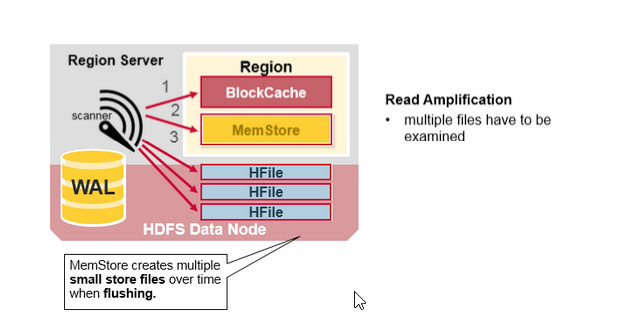 Region Server
Region
1
BlockCache
scanner
2
MemStore
3
WAL
HFile
HFile
HFile
HDFS Data Node
MemStore creates multiple
small store files over time
when flushing.
Read Amplification
• multiple files have to be
examined